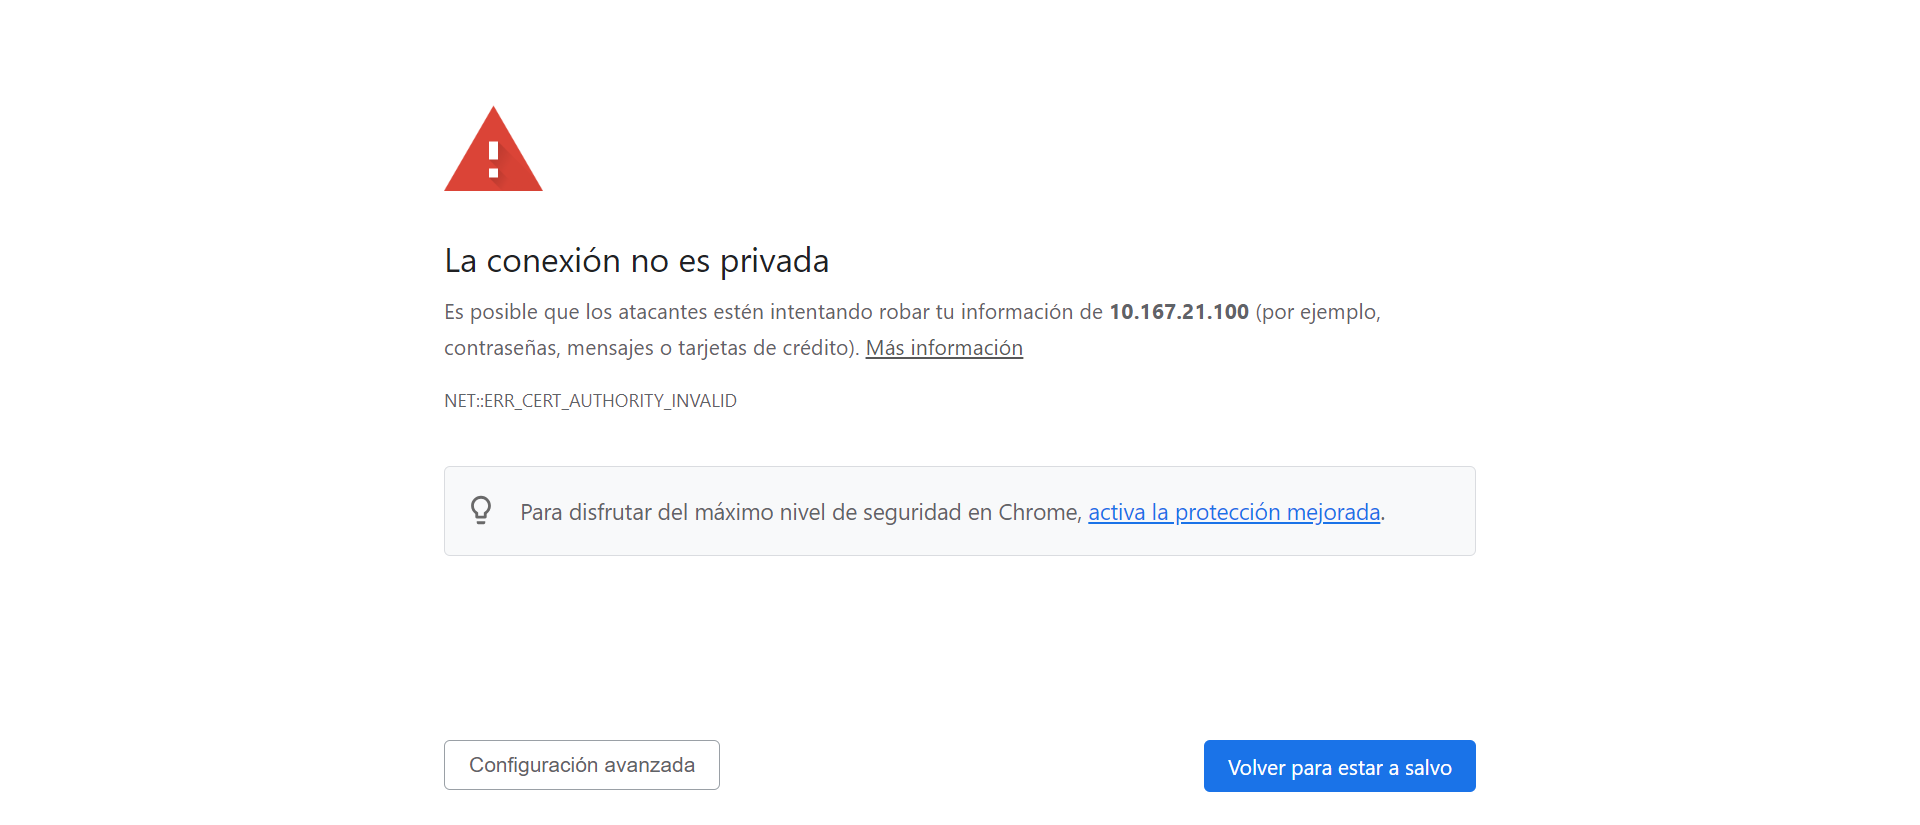 La conexión no es privada
Es posible que los atacantes estén intentando robar tu información de 10.167.21.100 (por ejemplo,
contraseñas, mensajes o tarjetas de crédito). Más información
NET::ERR_CERT_AUTHORITY_INVALID
Para disfrutar del máximo nivel de seguridad en Chrome, activa la protección mejorada.
Configuración avanzada
Volver para estar a salvo